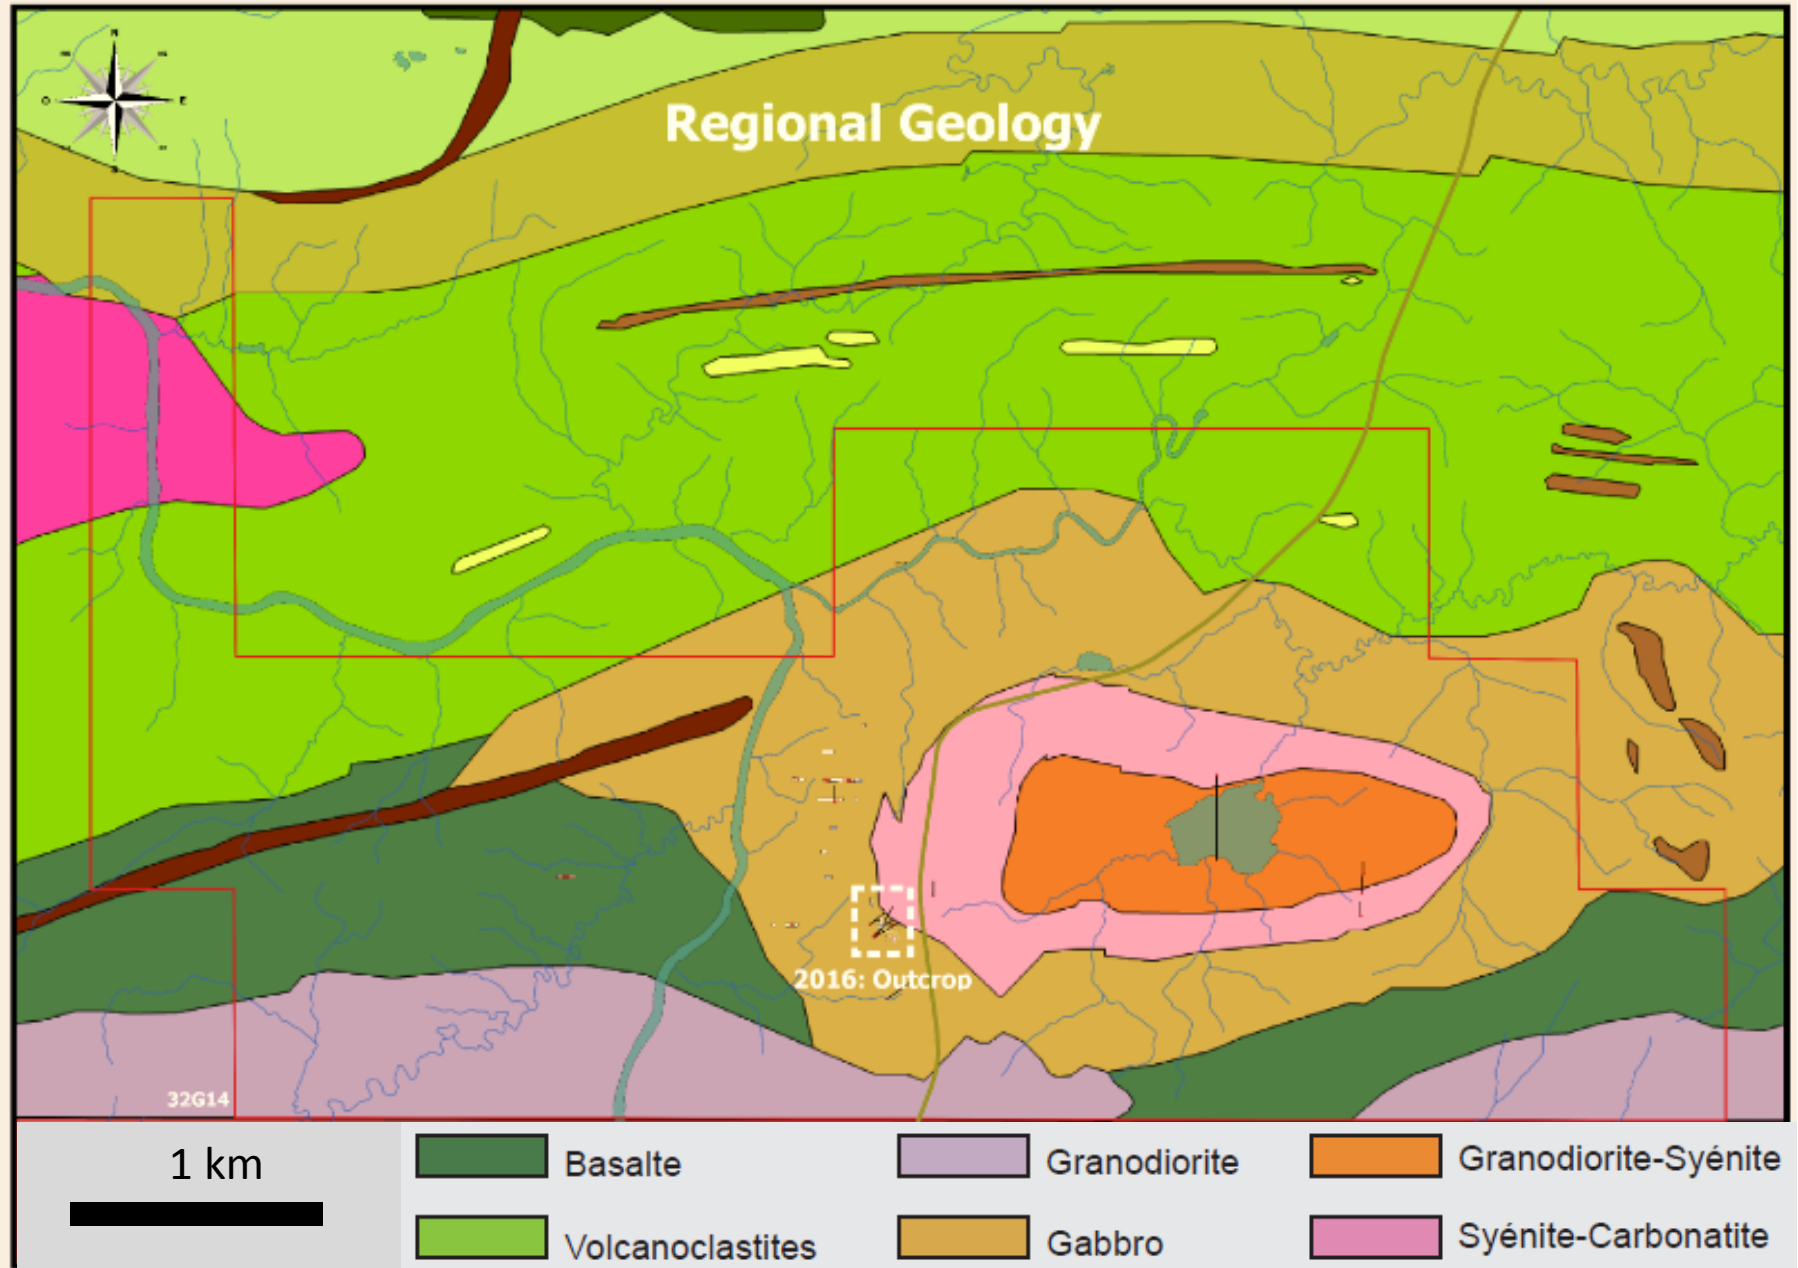 N
O
E
S
Regional Geology
2016: Outcrop
32G14
1 km
Basalte
Granodiorite
Granodiorite-Syénite
Volcanoclastites
Gabbro
Syénite-Carbonatite